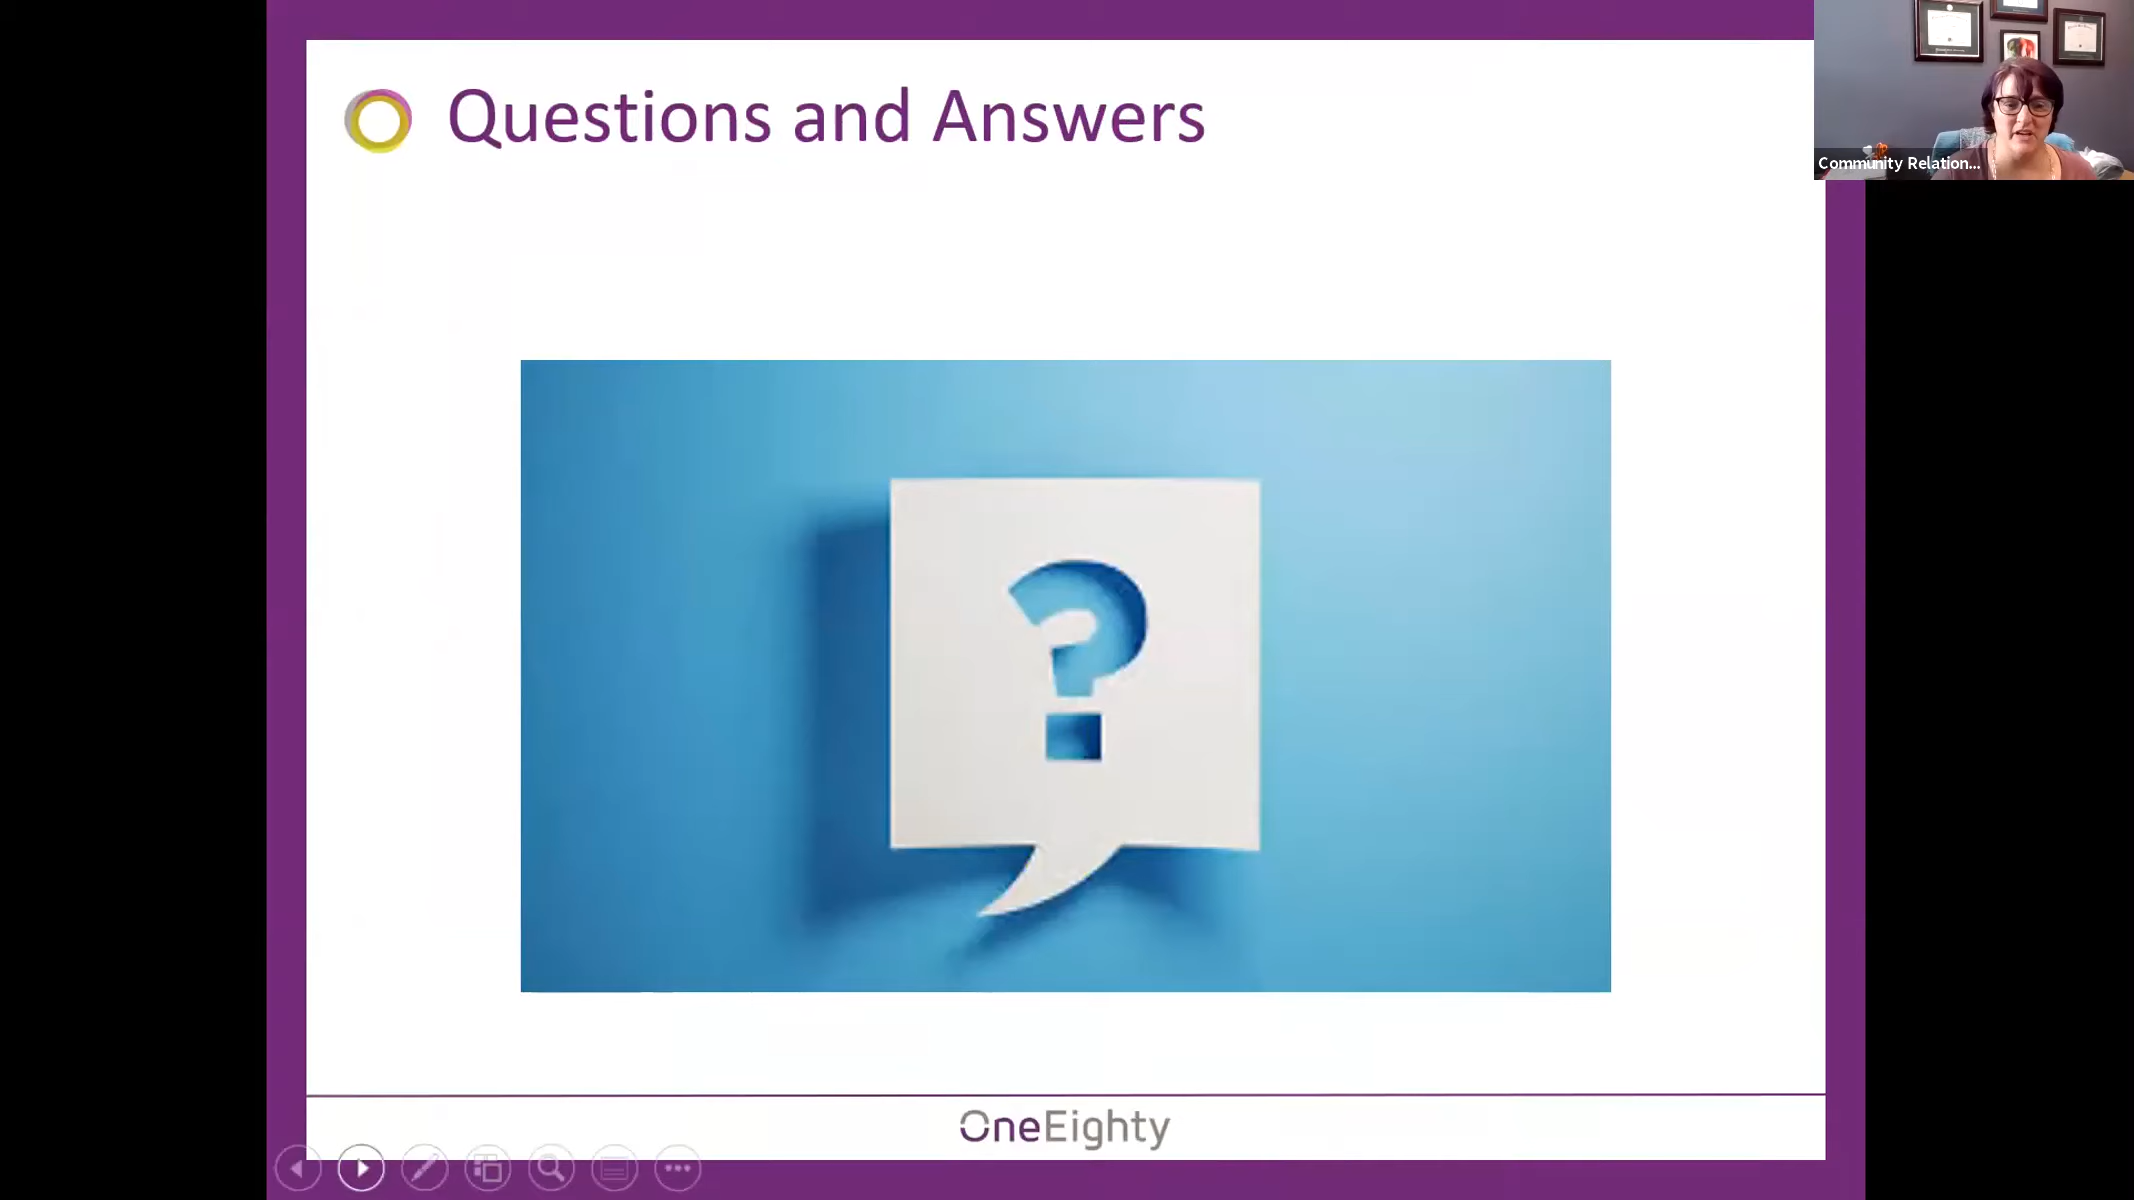 Questions and Answers
Community Relation...
?
OneEighty